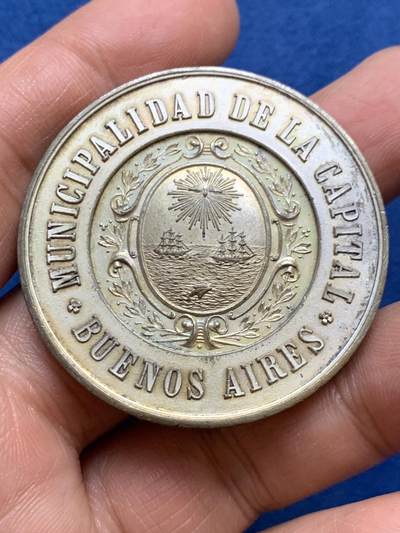 MUNICIPALIDAD DE LA CAPITAL
BUENOS AIRES